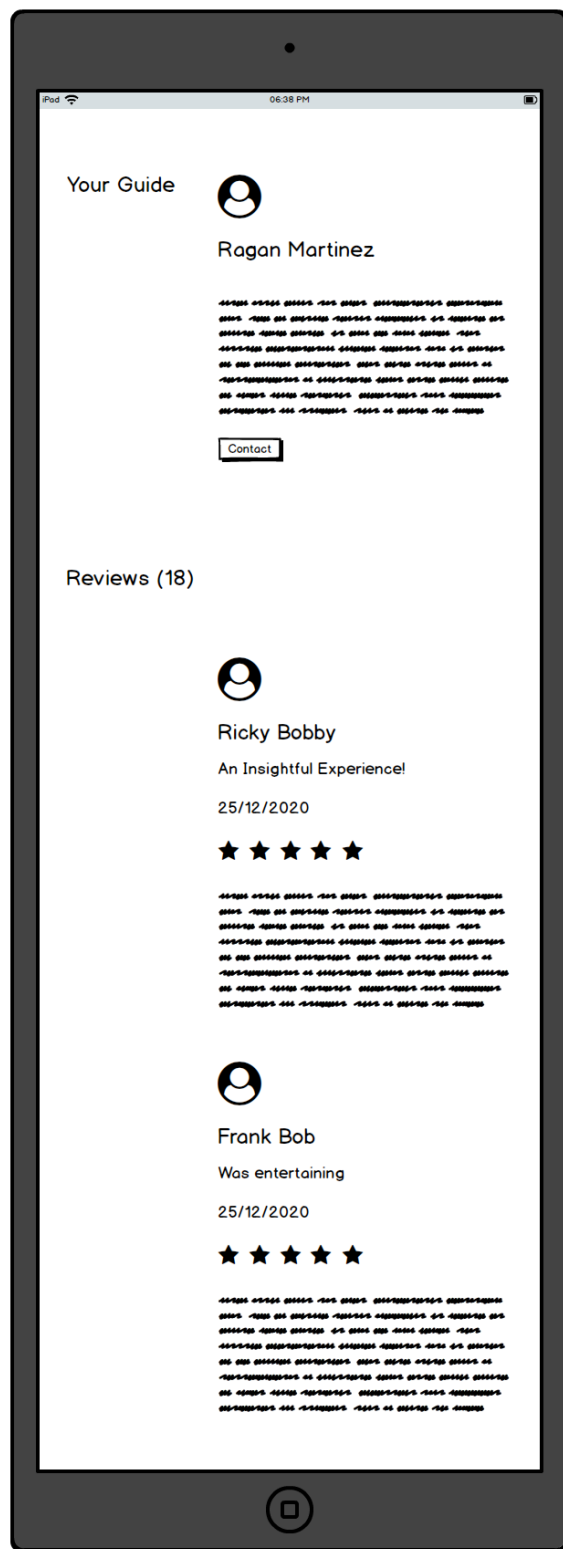 iPad 06:38 PM
Your Guide
Ragan Martinez
Contact
Reviews (18)
Ricky Bobby
An Insightful Experience!
25/12/2020
Frank Bob
Was entertaining
25/12/2020